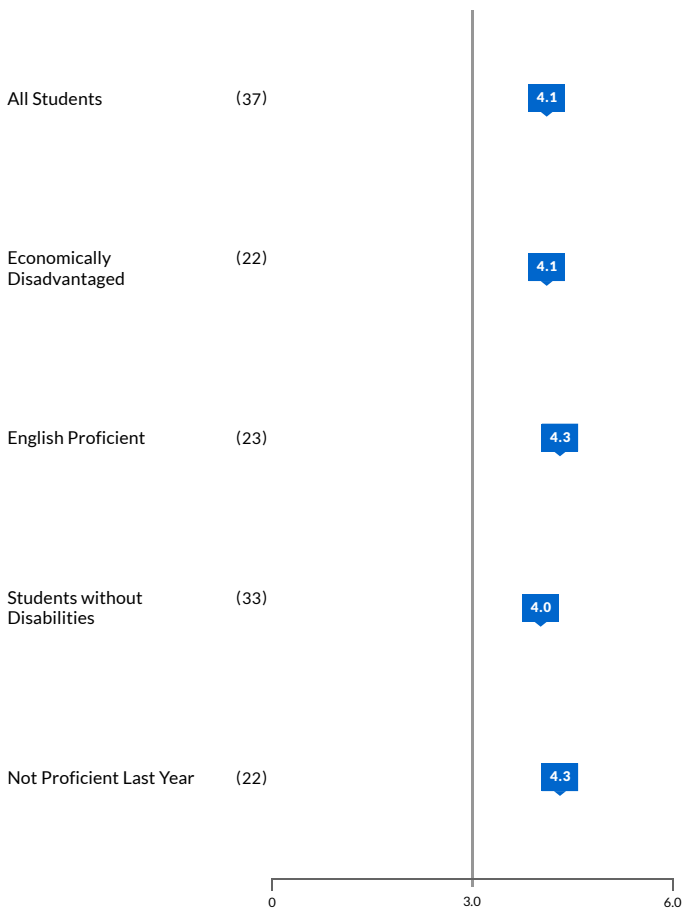 All Students (37) 4.1
Economically (22) 4.1
Disadvantaged
English Proficient (23) 4.3
Students without (33) 4.0
Disabilities
Not Proficient Last Year (22) 4.3
0 3.0 6.0